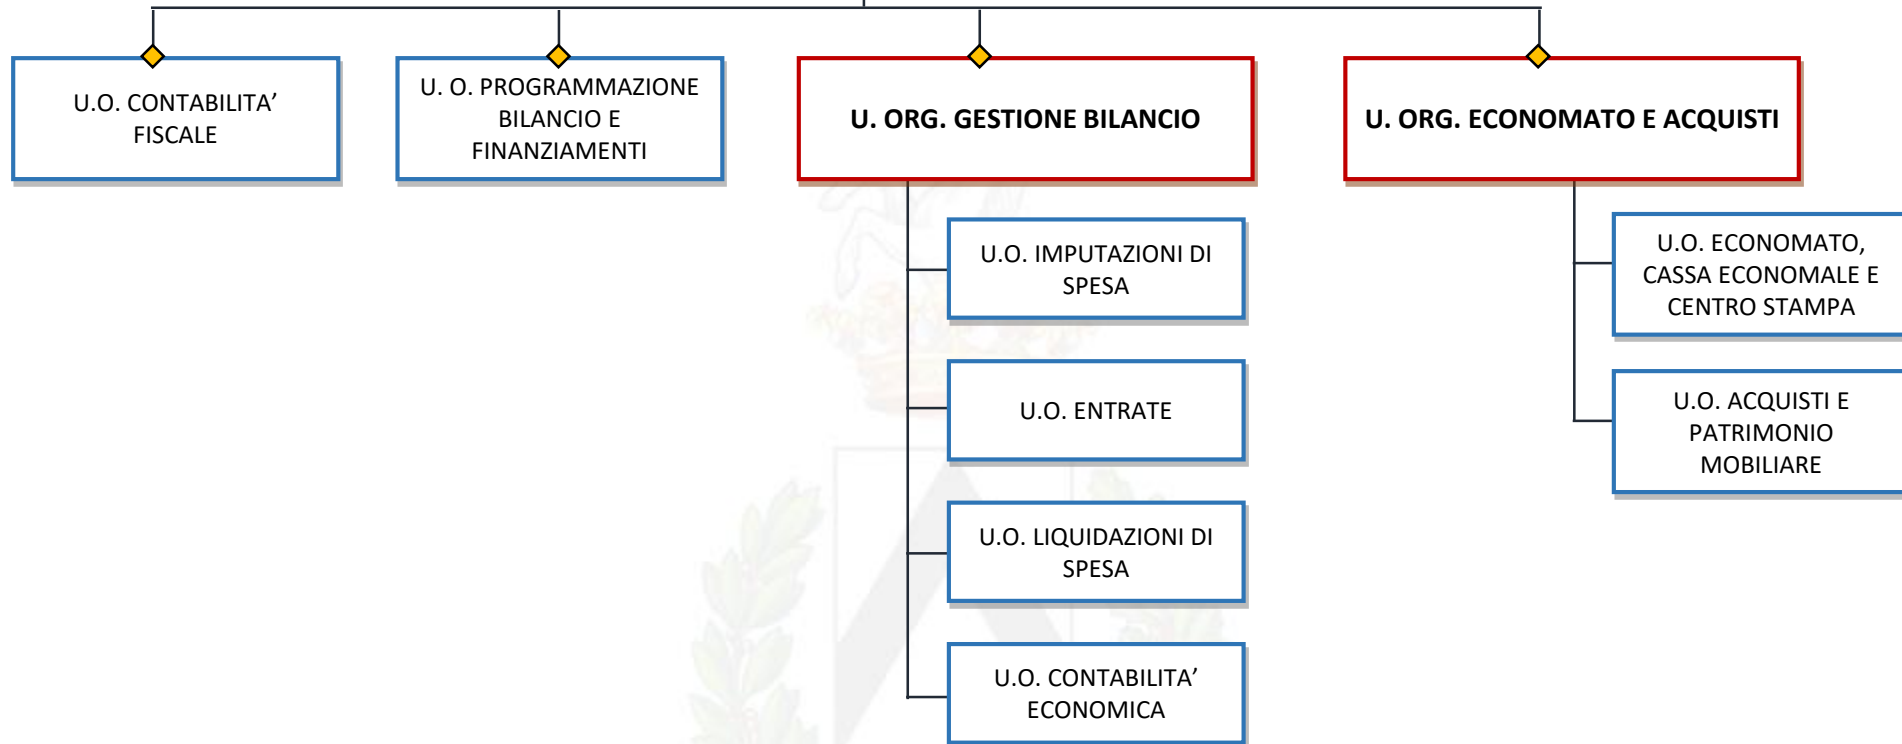 U.O. CONTABILITA’
FISCALE
U. O. PROGRAMMAZIONE
BILANCIO E
FINANZIAMENTI
U. ORG. GESTIONE BILANCIO
U. ORG. ECONOMATO E ACQUISTI
U.O. IMPUTAZIONI DI
SPESA
U.O. ENTRATE
U.O. LIQUIDAZIONI DI
SPESA
U.O. CONTABILITA’
ECONOMICA
U.O. ECONOMATO,
CASSA ECONOMALE E
CENTRO STAMPA
U.O. ACQUISTI E
PATRIMONIO
MOBILIARE